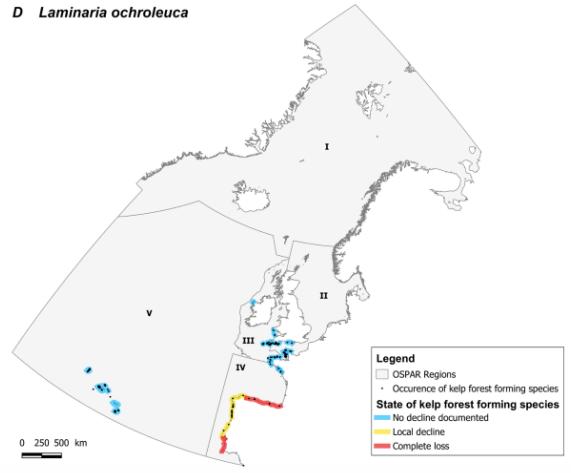 D Laminaria ochroleuca
I
II
V
III
IV
Legend
OSPAR Regions
Occurence of kelp forest forming species
State of kelp forest forming species
No decline documented
Local decline
Complete loss
0 250 500 km